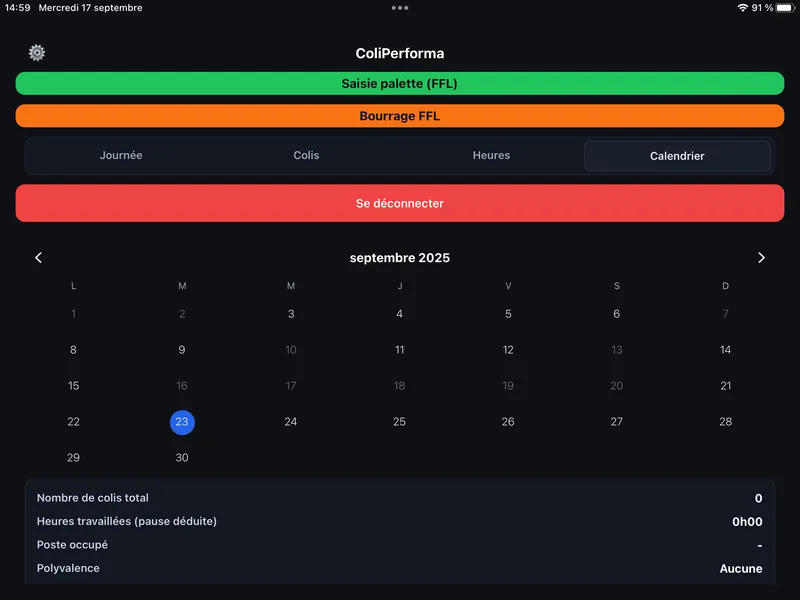 14:59 Mercredi 17 septembre 91 %
ColiPerforma
Saisie palette (FFL)
Bourrage FFL
Journée Colis Heures Calendrier
Se déconnecter
septembre 2025
L M M J V S D
1 2 3 4 5 6 7
8 9 10 11 12 13 14
15 16 17 18 19 20 21
22 23 24 25 26 27 28
29 30
Nombre de colis total 0
Heures travaillées (pause déduite) 0h00
Poste occupé -
Polyvalence Aucune